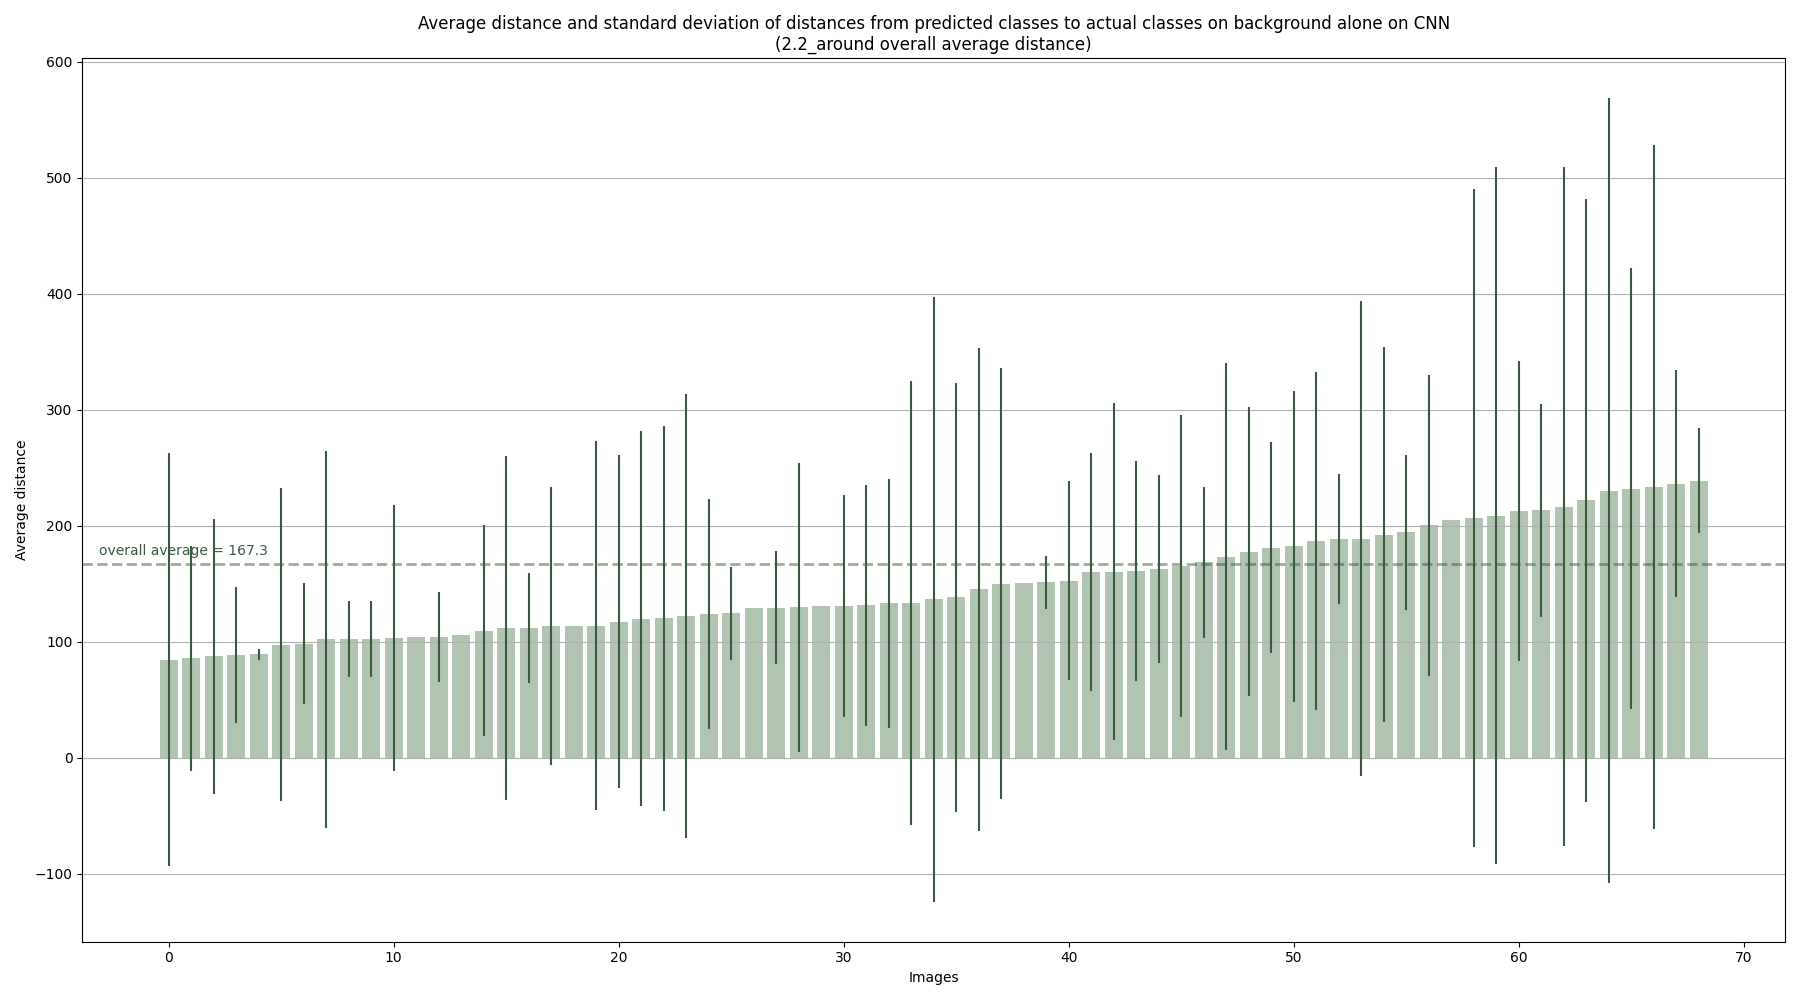 Average distance and standard deviation of distances from predicted classes to actual classes on background alone on CNN
(2.2_around overall average distance)
600
500
400
300
200
100
0
−100
Average distance
overall average = 167.3
0 10 20 30 40 50 60 70
Images